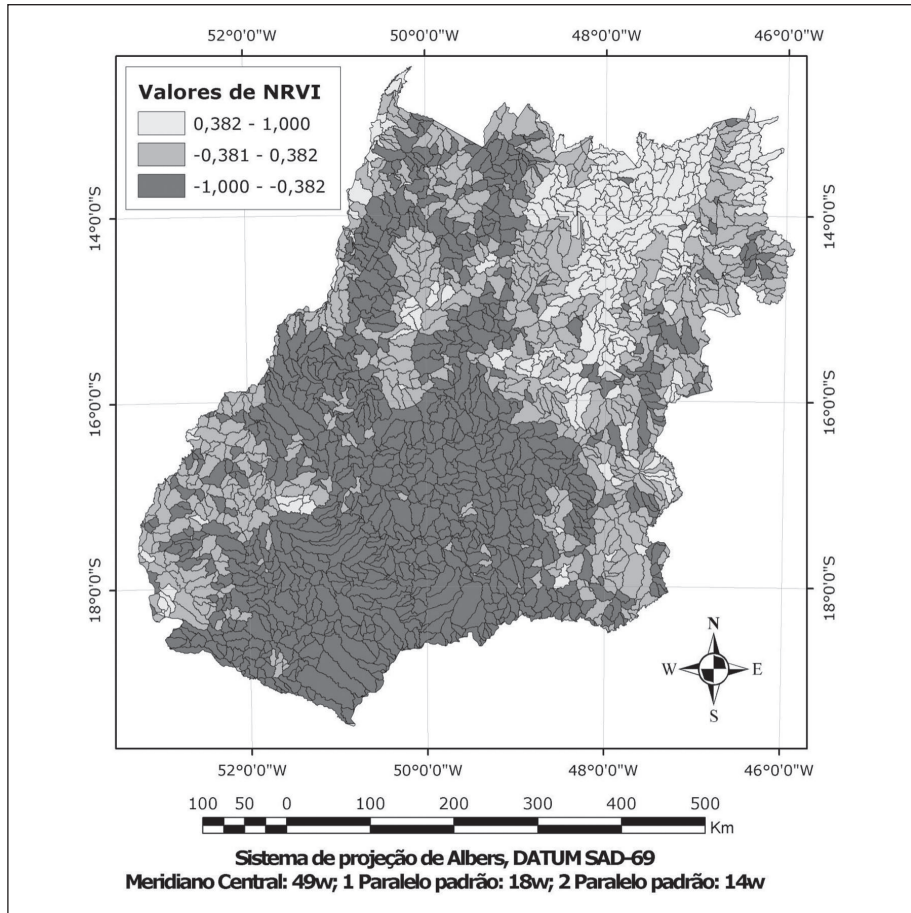 52°0'0"W 50°0'0"W 48°0'0"W 46°0'0"W
Valores de NRVI
0,382 - 1,000
-0,381 - 0,382
-1,000 - -0,382
14°0'0"S
14°0'0"S
16°0'0"S
16°0'0"S
18°0'0"S
18°0'0"S
N
W E
S
52°0'0"W 50°0'0"W 48°0'0"W 46°0'0"W
100 50 0 100 200 300 400 500
Km
Sistema de projeção de Albers, DATUM SAD-69
Meridiano Central: 49w; 1 Paralelo padrão: 18w; 2 Paralelo padrão: 14w